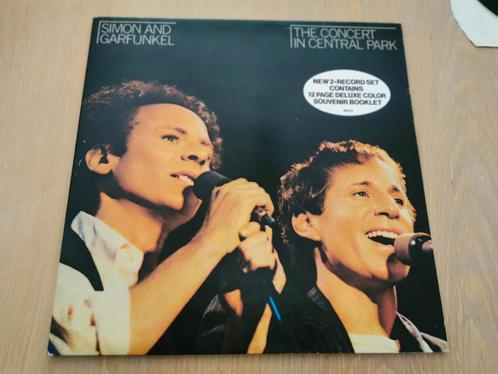 SIMON AND
GARFUNKEL
THE CONCERT
IN CENTRAL PARK
NEW 2-RECORD SET
CONTAINS
12 PAGE DELUXE COLOR
SOUVENIR BOOKLET